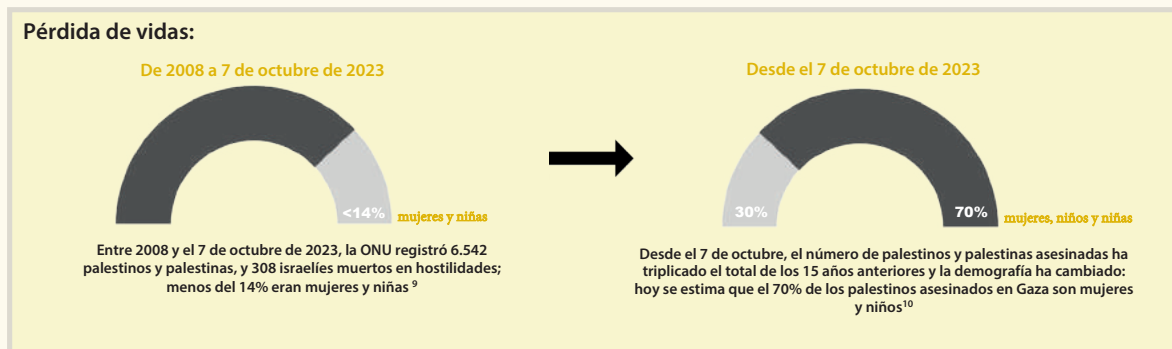 Pérdida de vidas:
De 2008 a 7 de octubre de 2023
<14%
mujeres y niñas
Entre 2008 y el 7 de octubre de 2023, la ONU registró 6.542
palestinos y palestinas, y 308 israelíes muertos en hostilidades;
menos del 14% eran mujeres y niñas 9
Desde el 7 de octubre de 2023
30%
70%
mujeres, niños y niñas
Desde el 7 de octubre, el número de palestinos y palestinas asesinadas ha
triplicado el total de los 15 años anteriores y la demografía ha cambiado:
hoy se estima que el 70% de los palestinos asesinados en Gaza son mujeres
y niños10